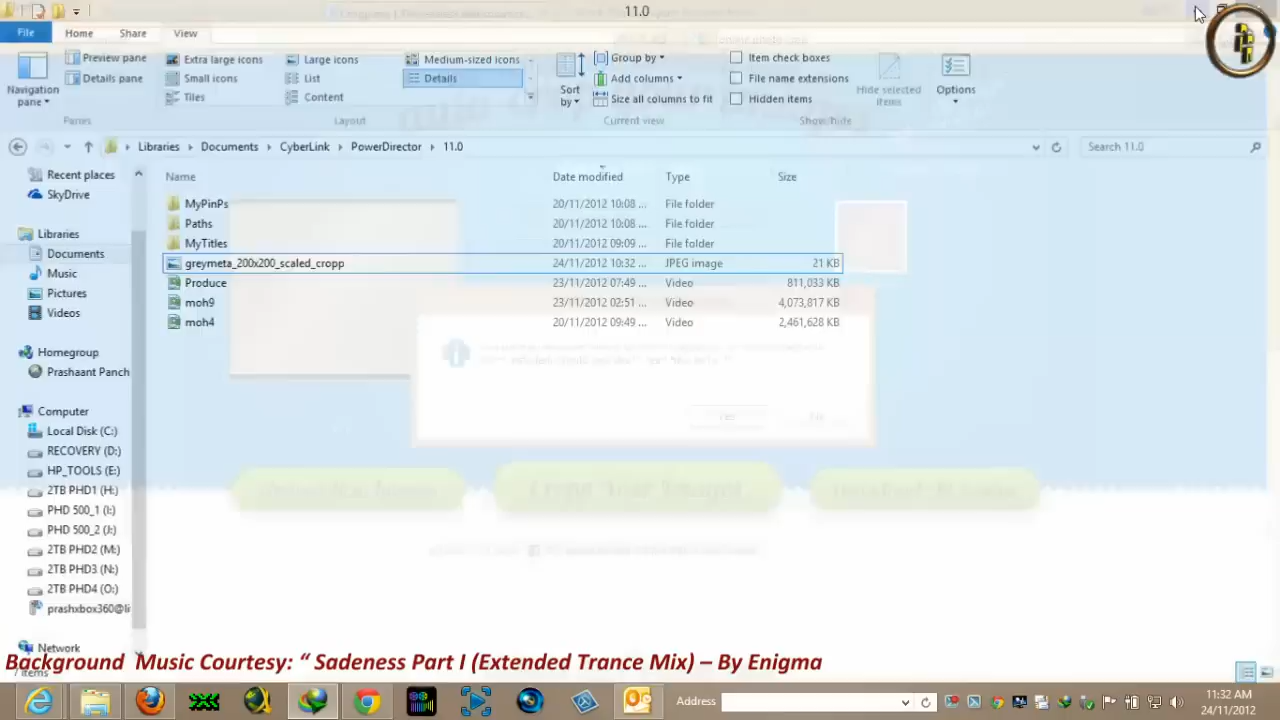 11.0
File Home Share View
Preview pane Extra large icons Large icons Medium-sized icons Group by Item check boxes
Details pane Small icons List Details Add columns File name extensions
Navigation pane Tiles Content Sort by Size all columns to fit Hidden items Hide selected items Options
Panes Layout Current view Show/hide
Libraries Documents CyberLink PowerDirector 11.0 Search 11.0
Name Date modified Type Size
MyPinPs 20/11/2012 10:08 ... File folder
Paths 20/11/2012 10:08 ... File folder
MyTitles 20/11/2012 09:09 ... File folder
greymeta_200x200_scaled_cropp 24/11/2012 10:32 ... JPEG image 21 KB
Produce 23/11/2012 07:49 ... Video 811,033 KB
moh9 23/11/2012 02:51 ... Video 4,073,817 KB
moh4 20/11/2012 09:49 ... Video 2,461,628 KB
Recent places
SkyDrive
Libraries
Documents
Music
Pictures
Videos
Homegroup
Prashaant Panch
Computer
Local Disk (C:)
RECOVERY (D:)
HP_TOOLS (E:)
2TB PHD1 (H:)
PHD 500_1 (I:)
PHD 500_2 (J:)
2TB PHD2 (M:)
2TB PHD3 (N:)
2TB PHD4 (O:)
prashxbox360@li
Network
7 items
Background Music Courtesy: “ Sadeness Part I (Extended Trance Mix) – By Enigma
Address
11:32 AM
24/11/2012